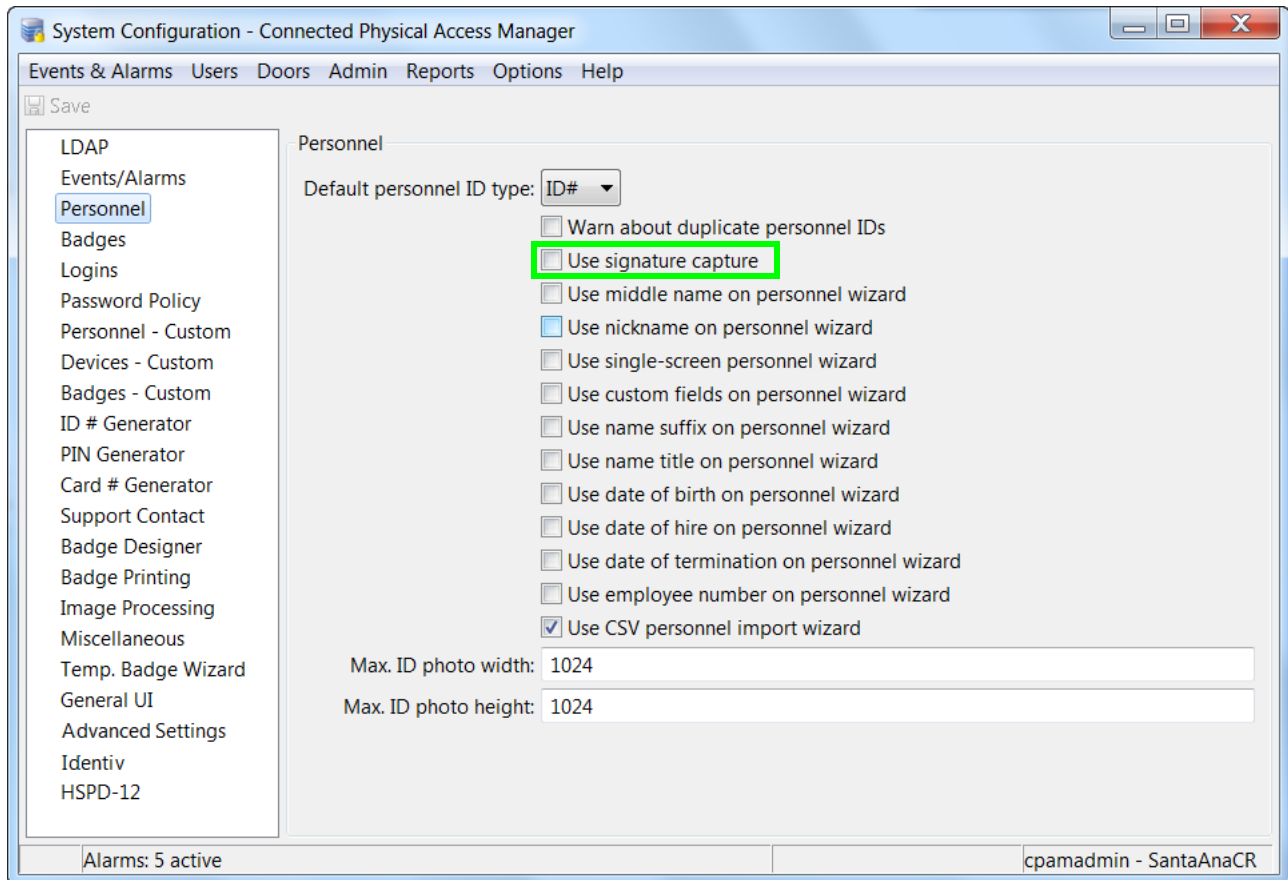 System Configuration - Connected Physical Access Manager
Events & Alarms Users Doors Admin Reports Options Help
Save
LDAP
Events/Alarms
Personnel
Badges
Logins
Password Policy
Personnel - Custom
Devices - Custom
Badges - Custom
ID # Generator
PIN Generator
Card # Generator
Support Contact
Badge Designer
Badge Printing
Image Processing
Miscellaneous
Temp. Badge Wizard
General UI
Advanced Settings
Identiv
HSPD-12
Personnel
Default personnel ID type: ID#
Warn about duplicate personnel IDs
Use signature capture
Use middle name on personnel wizard
Use nickname on personnel wizard
Use single-screen personnel wizard
Use custom fields on personnel wizard
Use name suffix on personnel wizard
Use name title on personnel wizard
Use date of birth on personnel wizard
Use date of hire on personnel wizard
Use date of termination on personnel wizard
Use employee number on personnel wizard
Use CSV personnel import wizard
Max. ID photo width: 1024
Max. ID photo height: 1024
Alarms: 5 active
cpamadmin - SantaAnaCR